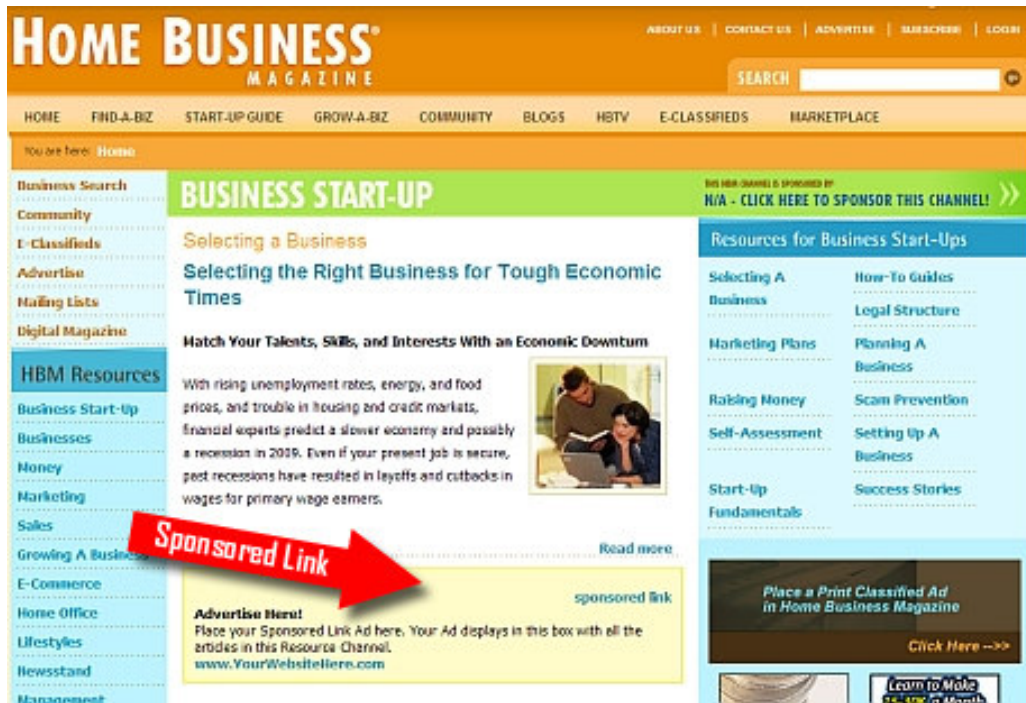 HOME BUSINESS®
MAGAZINE
ABOUT US | CONTACT US | ADVERTISE | SUBSCRIBE | LOGIN
SEARCH
HOME FIND-A-BIZ START-UP GUIDE GROW-A-BIZ COMMUNITY BLOGS HBTV E-CLASSIFIEDS MARKETPLACE
You are here: Home
Business Search
Community
E-Classifieds
Advertise
Mailing Lists
Digital Magazine
HBM Resources
Business Start-Up
Businesses
Money
Marketing
Sales
Growing A Business
E-Commerce
Home Office
Lifestyles
Newsstand
Management
BUSINESS START-UP
THIS HBM CHANNEL IS SPONSORED BY
N/A - CLICK HERE TO SPONSOR THIS CHANNEL!
Selecting a Business
Selecting the Right Business for Tough Economic
Times
Match Your Talents, Skills, and Interests With an Economic Downturn
With rising unemployment rates, energy, and food
prices, and trouble in housing and credit markets,
financial experts predict a slower economy and possibly
a recession in 2009. Even if your present job is secure,
past recessions have resulted in layoffs and cutbacks in
wages for primary wage earners.
Read more
Sponsored Link
sponsored link
Advertise Here!
Place your Sponsored Link Ad here. Your Ad displays in this box with all the
articles in this Resource Channel.
www.YourWebsiteHere.com
Resources for Business Start-Ups
Selecting A
Business
Marketing Plans
Raising Money
Self-Assessment
Start-Up
Fundamentals
How-To Guides
Legal Structure
Planning A
Business
Scam Prevention
Setting Up A
Business
Success Stories
Place a Print Classified Ad
in Home Business Magazine
Click Here -->>
Learn to Make
a Month